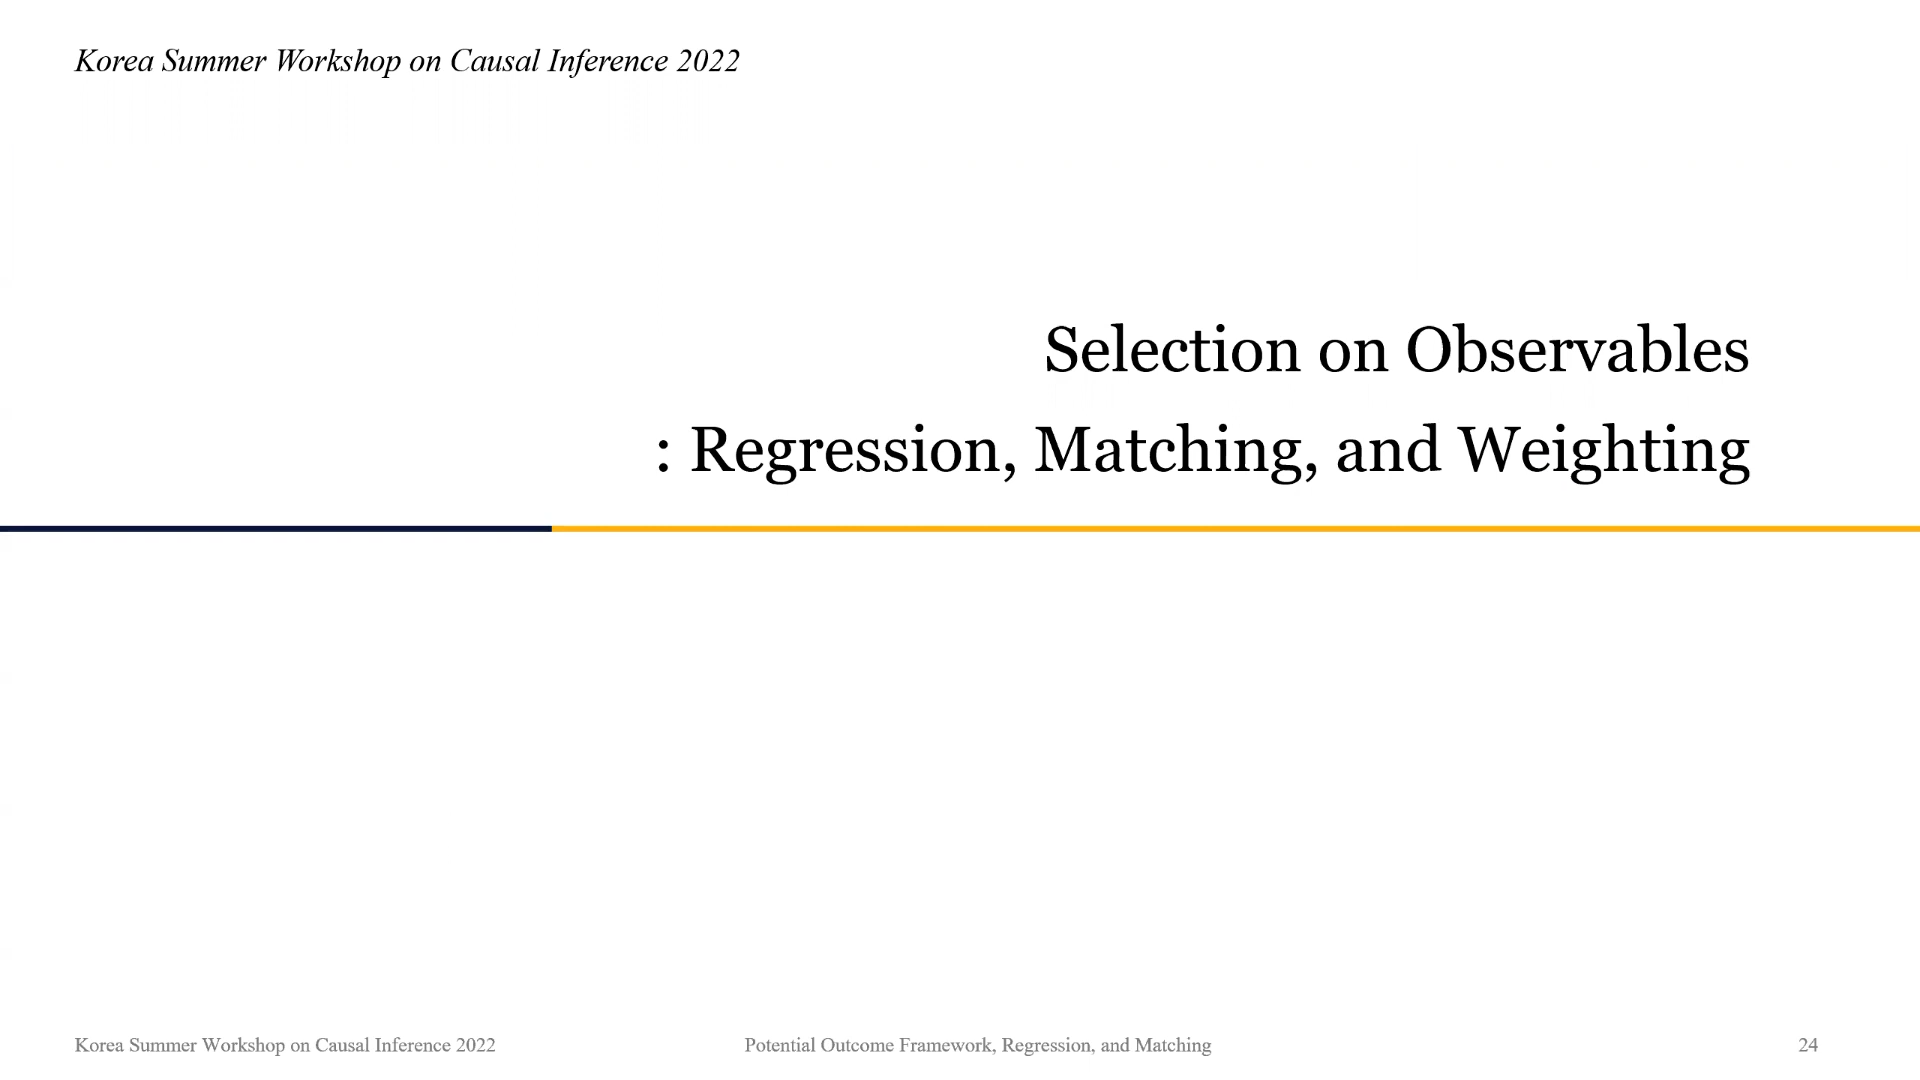 Korea Summer Workshop on Causal Inference 2022
Selection on Observables
: Regression, Matching, and Weighting
Korea Summer Workshop on Causal Inference 2022
Potential Outcome Framework, Regression, and Matching
24